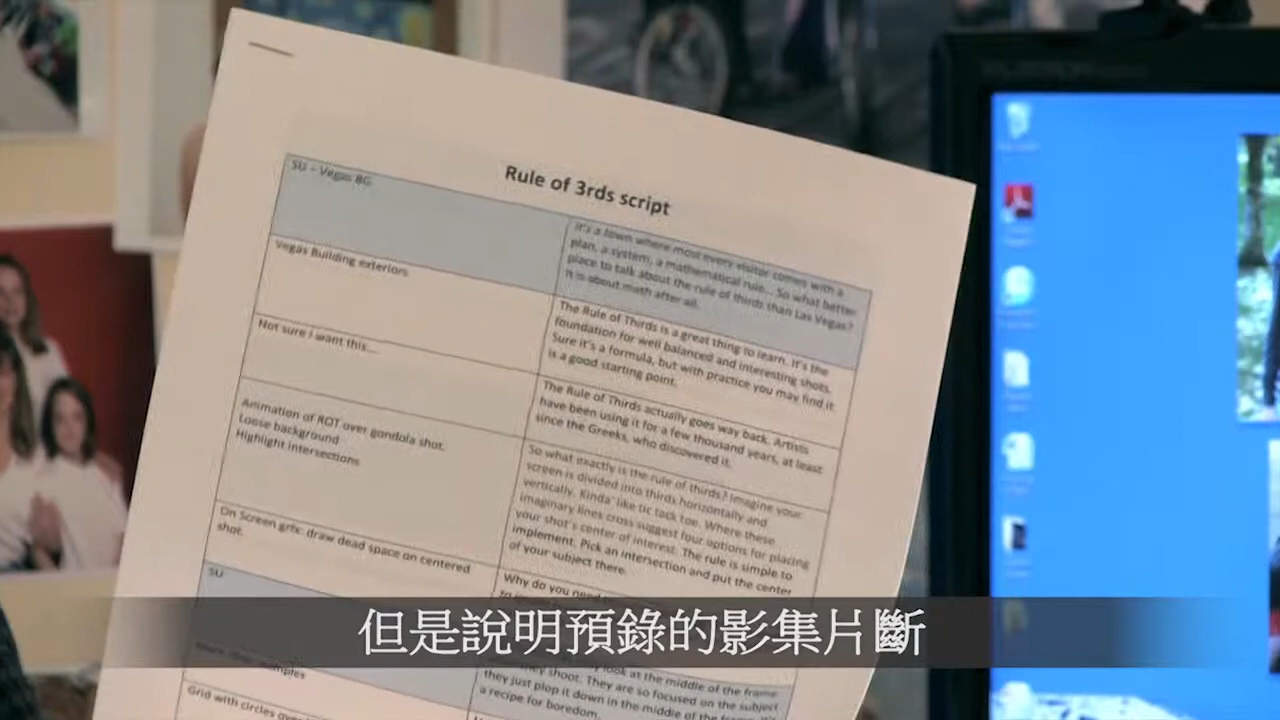 Rule of 3rds script
SU - Vegas BG
It's a town where most every visitor comes with a
plan, a system, a mathematical rule... So what better
place to talk about the rule of thirds than Las Vegas?
It is about math after all.
Vegas Building exteriors
The Rule of Thirds is a great thing to learn. It's the
foundation for well balanced and interesting shots.
Sure it's a formula, but with practice you may find it
is a good starting point.
Not sure I want this...
The Rule of Thirds actually goes way back. Artists
have been using it for a few thousand years, at least
since the Greeks, who discovered it.
Animation of ROT over gondola shot.
Loose background
Highlight intersections
So what exactly is the rule of thirds? Imagine your
screen is divided into thirds horizontally and
vertically. Kinda' like tic tack toe. Where these
imaginary lines cross suggest four options for placing
your shot's center of interest. The rule is simple to
implement. Pick an intersection and put the center
of your subject there.
On Screen grfx: draw dead space on centered
shot.
Why do you need
SU
但是說明預錄的影集片斷
look at the middle of the frame
they shoot. They are so focused on the subject
they just plop it down in the middle of the frame.
a recipe for boredom.
Grid with circles over